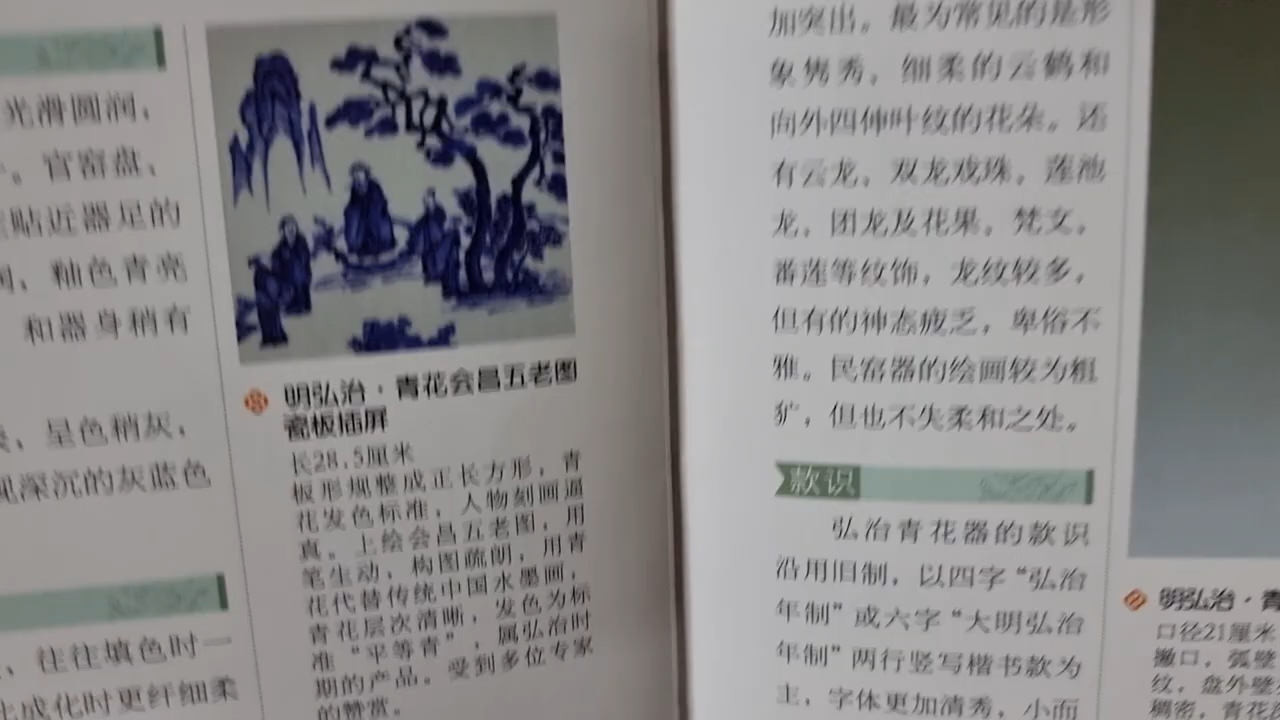 光滑圆润，
。官窑盘、
贴近器足的
，釉色青亮
和器身稍有
、呈色稍灰，
现深沉的灰蓝色
、往往填色时一
成化时更纤细柔
明弘治·青花会昌五老图
瓷板插屏
长28.5厘米
板形规整成正长方形，青
花发色标准，人物刻画逼
真。上绘会昌五老图，用
笔生动，构图疏朗，用青
花代替传统中国水墨画，
青花层次清晰，发色为标
准“平等青”，属弘治时
期的产品。受到多位专家
的赞赏。
加突出。最为常见的是形
象隽秀，细柔的云鹤和
向外四伸叶纹的花朵。还
有云龙，双龙戏珠，莲池
龙，团龙及花果，梵文，
番莲等纹饰，龙纹较多，
但有的神态疲乏，卑俗不
雅。民窑器的绘画较为粗
犷，但也不失柔和之处。
款识
弘治青花器的款识
沿用旧制，以四字“弘治
年制”或六字“大明弘治
年制”两行竖写楷书款为
主，字体更加清秀，小而
明弘治·青
口径21厘米
撇口，弧壁
纹，盘外壁
稠密，青花